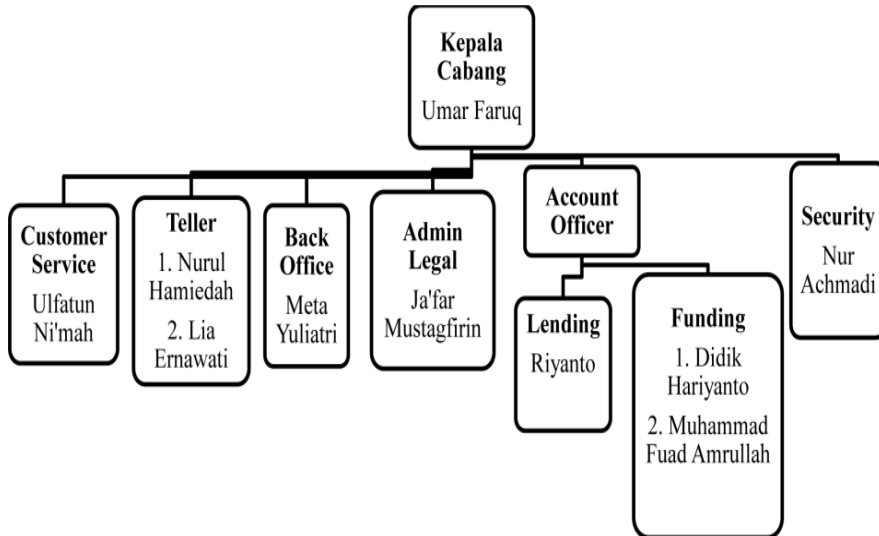 Kepala
Cabang
Umar Faruq
Customer
Service
Ulfatun
Ni'mah
Teller
1. Nurul
Hamiedah
2. Lia
Ernawati
Back
Office
Meta
Yuliatri
Admin
Legal
Ja'far
Mustagfirin
Account
Officer
Lending
Riyanto
Funding
1. Didik
Hariyanto
2. Muhammad
Fuad Amrullah
Security
Nur
Achmadi